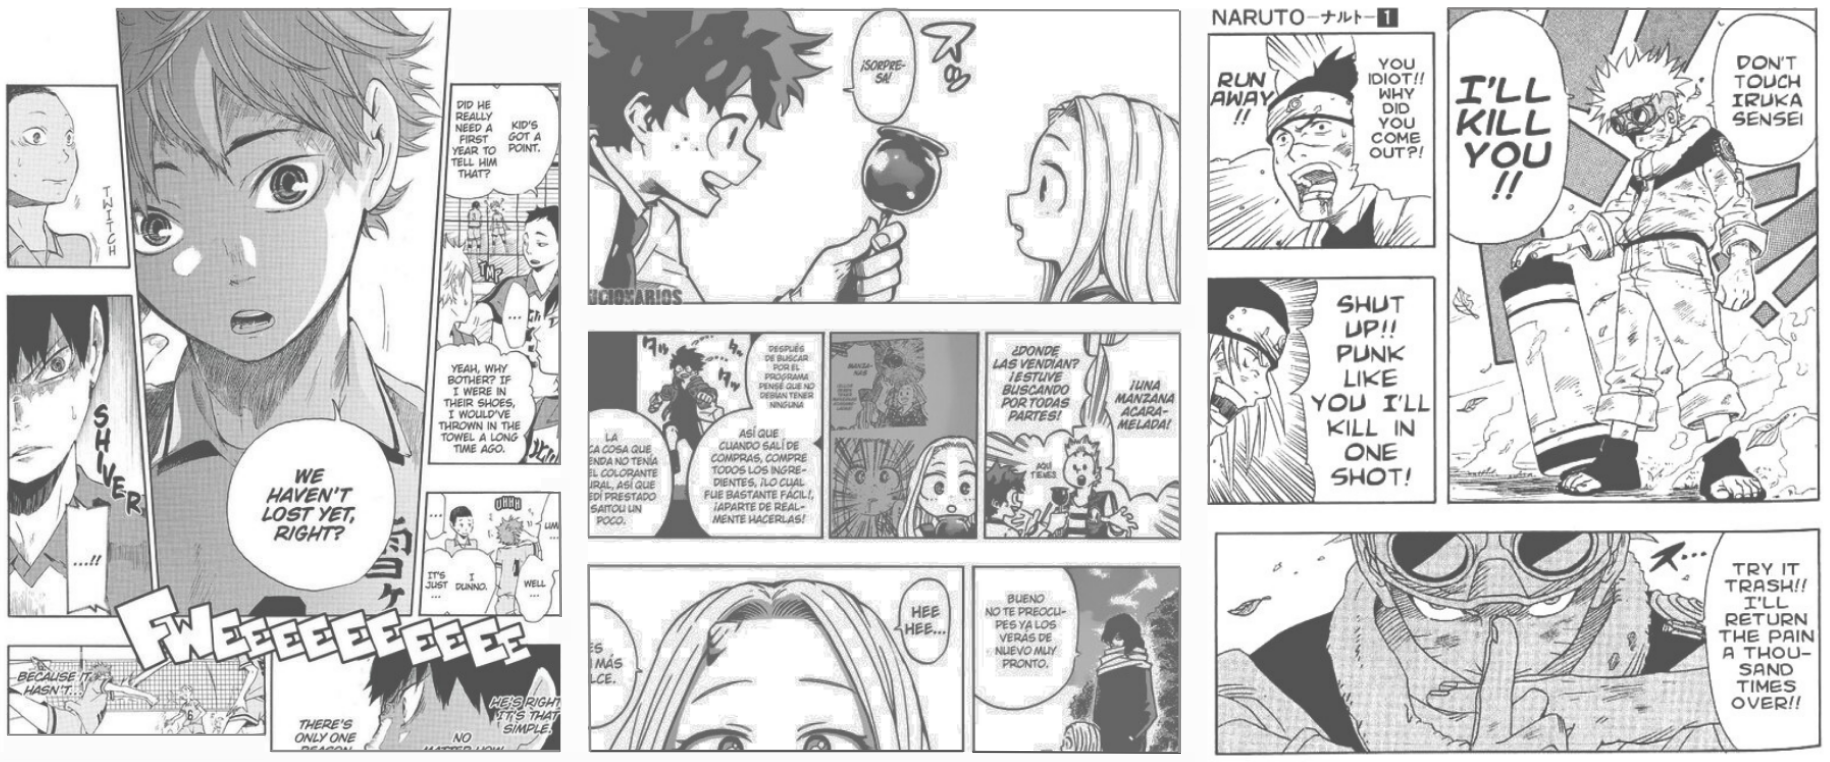 TWITCH
DID HE
REALLY
NEED A
FIRST
YEAR TO
TELL HIM
THAT?
KID'S
GOT A
POINT.
TMP
...
YEAH, WHY
BOTHER? IF
I WERE IN
THEIR SHOES,
I WOULD'VE
THROWN IN THE
TOWEL A LONG
TIME AGO.
SHIVER
...!!
WE
HAVEN'T
LOST YET,
RIGHT?
UHHH
...
UM...
IT'S
JUST
...
I
DUNNO.
WELL
...
FWEEEEEEEEEEE
BECAUSE IT
HASN'T...
THERE'S
ONLY ONE
REASON
HE'S RIGHT
IT'S THAT
SIMPLE.
NO
MATTER HOW
¡SORPRE-
SA!
UCIONARIOS
DESPUÉS
DE BUSCAR
POR EL
PROGRAMA
PENSÉ QUE NO
DEBÍAN TENER
NINGUNA
LA
CA COSA QUE
ENDA NO TENÍA
EL COLORANTE
URAL, ASÍ QUE
EDÍ PRESTADO
SAITOU UN
POCO.
ASÍ QUE
CUANDO SALÍ DE
COMPRAS, COMPRE
TODOS LOS INGRE-
DIENTES, ¡LO CUAL
FUE BASTANTE FÁCIL!,
¡APARTE DE REAL-
MENTE HACERLAS!
MANZA-
NAS
¿DONDE
LAS VENDÍAN?
¡ESTUVE
BUSCANDO
POR TODAS
PARTES!
¡UNA
MANZANA
ACARA-
MELADA!
AQUÍ
TIENES
ES
MÁS
LCE.
HEE
HEE...
BUENO
NO TE PREOCU-
PES YA LOS
VERAS DE
NUEVO MUY
PRONTO.
NARUTO—ナルト—1
RUN
AWAY
!!
YOU
IDIOT!!
WHY
DID
YOU
COME
OUT?!
I'LL
KILL
YOU
!!
DON'T
TOUCH
IRUKA
SENSEI
SHUT
UP!!
PUNK
LIKE
YOU I'LL
KILL IN
ONE
SHOT!
TRY IT
TRASH!!
I'LL
RETURN
THE PAIN
A THOU-
SAND
TIMES
OVER!!